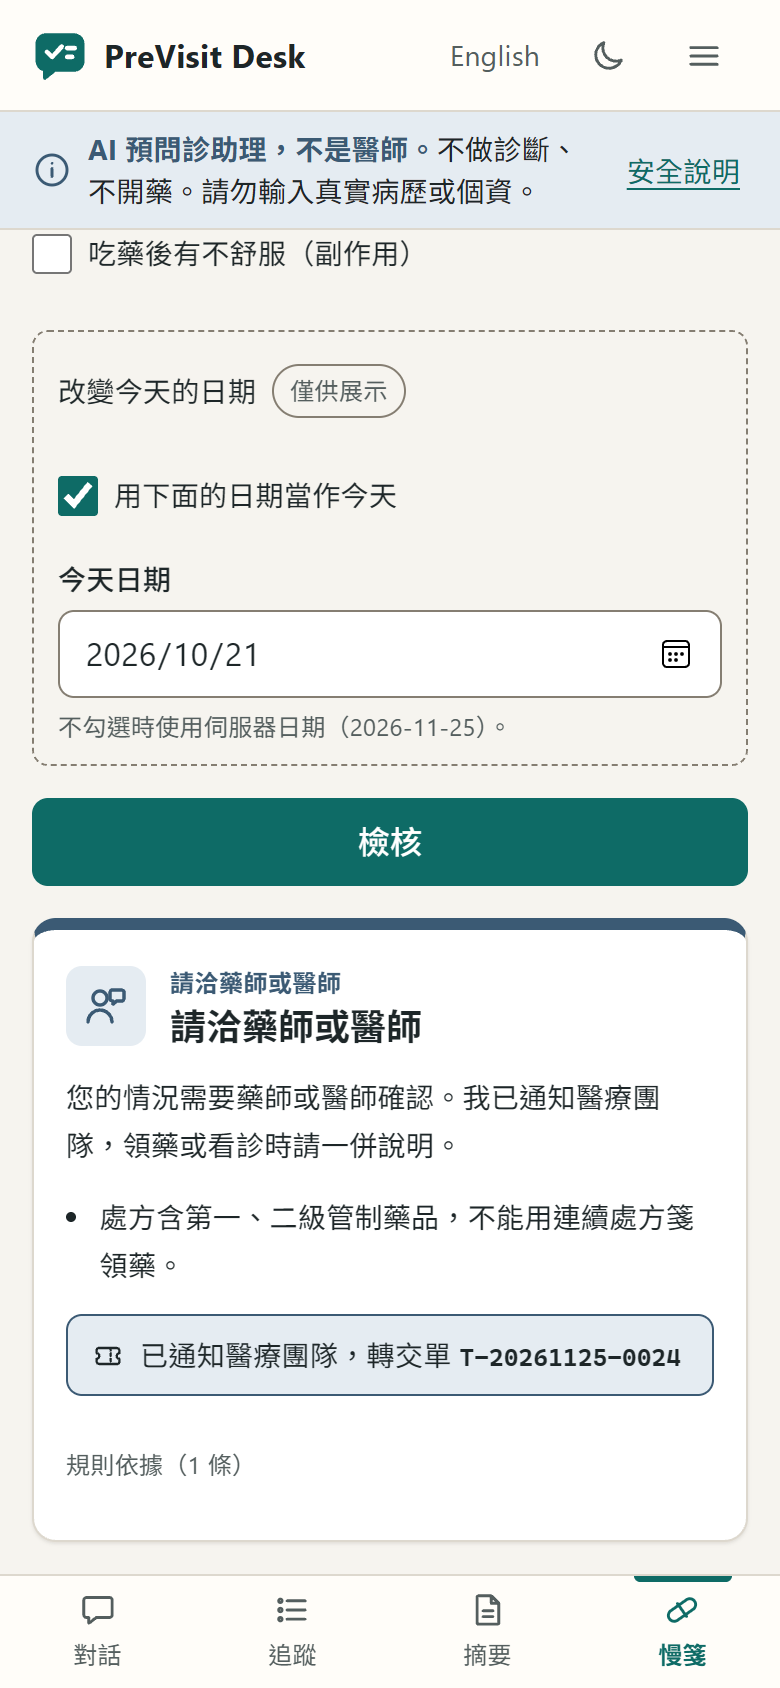 PreVisit Desk
English
AI 預問診助理，不是醫師。不做診斷、
不開藥。請勿輸入真實病歷或個資。
安全說明
吃藥後有不舒服（副作用）
改變今天的日期
僅供展示
用下面的日期當作今天
今天日期
2026/10/21
不勾選時使用伺服器日期（2026-11-25）。
檢核
請洽藥師或醫師
請洽藥師或醫師
您的情況需要藥師或醫師確認。我已通知醫療團
隊，領藥或看診時請一併說明。
• 處方含第一、二級管制藥品，不能用連續處方箋
領藥。
已通知醫療團隊，轉交單 T-20261125-0024
規則依據（1 條）
對話
追蹤
摘要
慢箋